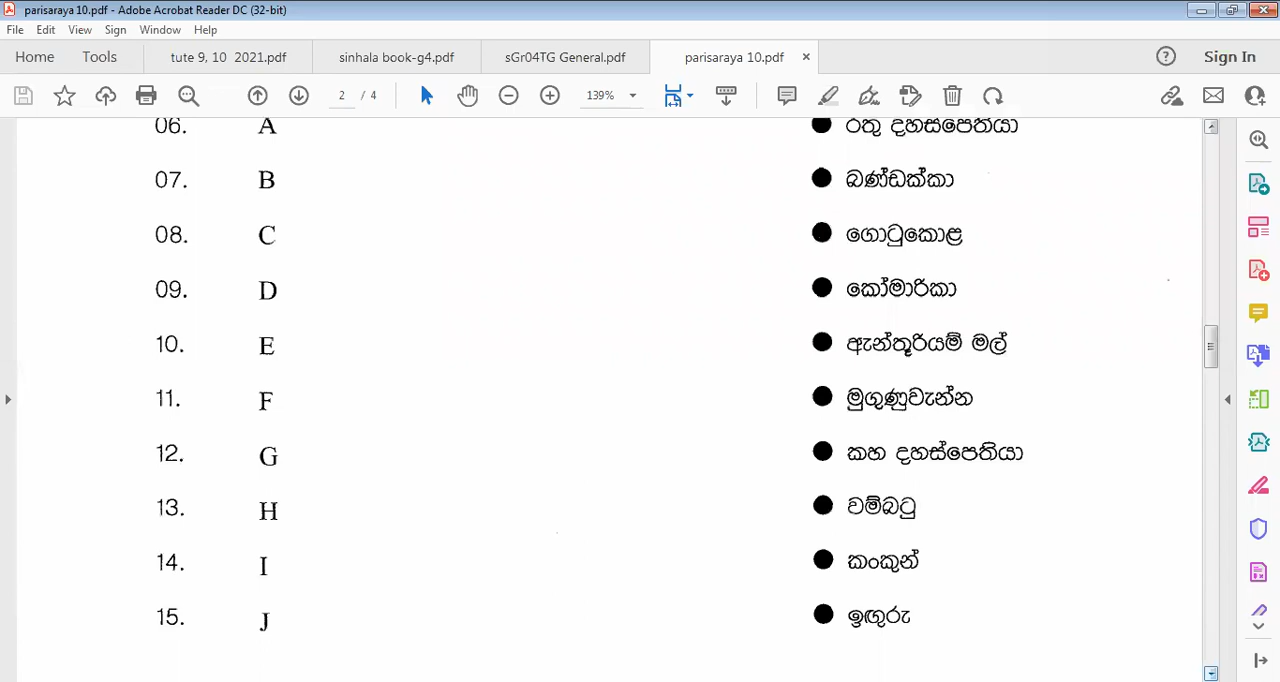 parisaraya 10.pdf - Adobe Acrobat Reader DC (32-bit)
File Edit View Sign Window Help
Home Tools tute 9, 10 2021.pdf sinhala book-g4.pdf sGr04TG General.pdf parisaraya 10.pdf × Sign In
2 / 4 139%
06. A ● රතු දහස්පෙතියා
07. B ● බණ්ඩක්කා
08. C ● ගොටුකොළ
09. D ● කෝමාරිකා
10. E ● ඇන්තූරියම් මල්
11. F ● මුගුණුවැන්න
12. G ● කහ දහස්පෙතියා
13. H ● වම්බටු
14. I ● කංකුන්
15. J ● ඉඟුරු